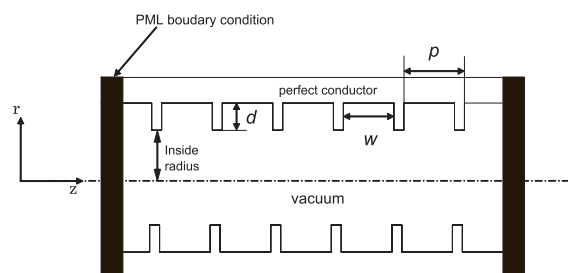 PML boudary condition
r
p
perfect conductor
d
w
Inside
radius
z
vacuum